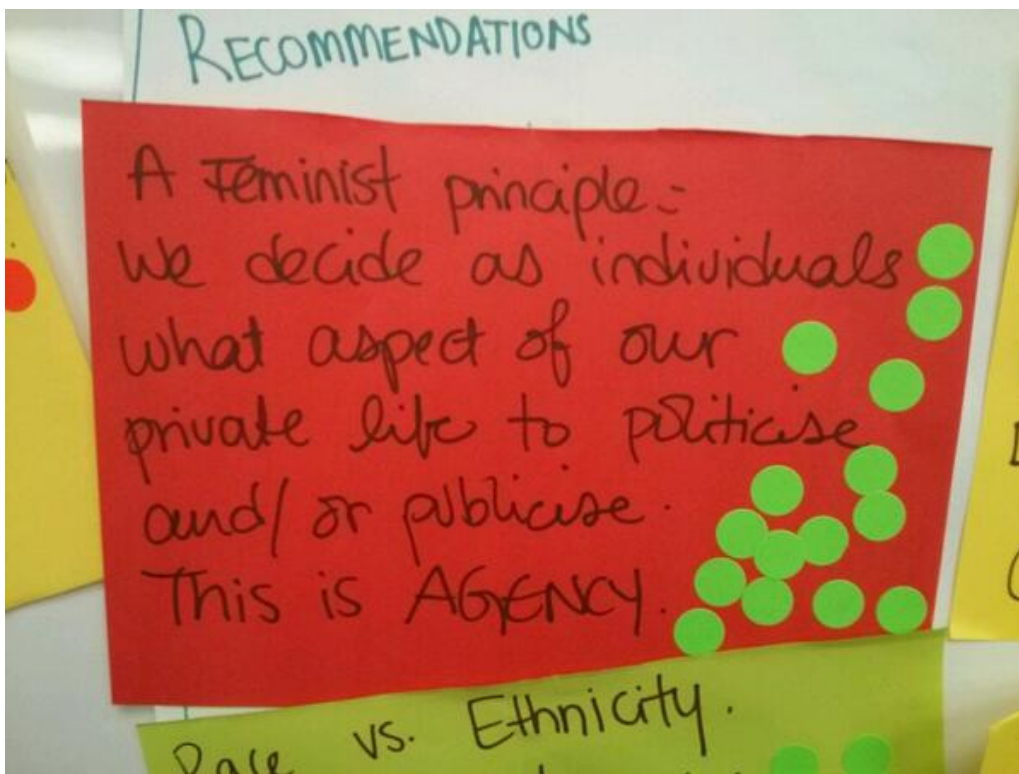 RECOMMENDATIONS
A Feminist principle:
We decide as individuals
what aspect of our
private life to politicise
and/or publicise.
This is AGENCY.
Race vs. Ethnicity.